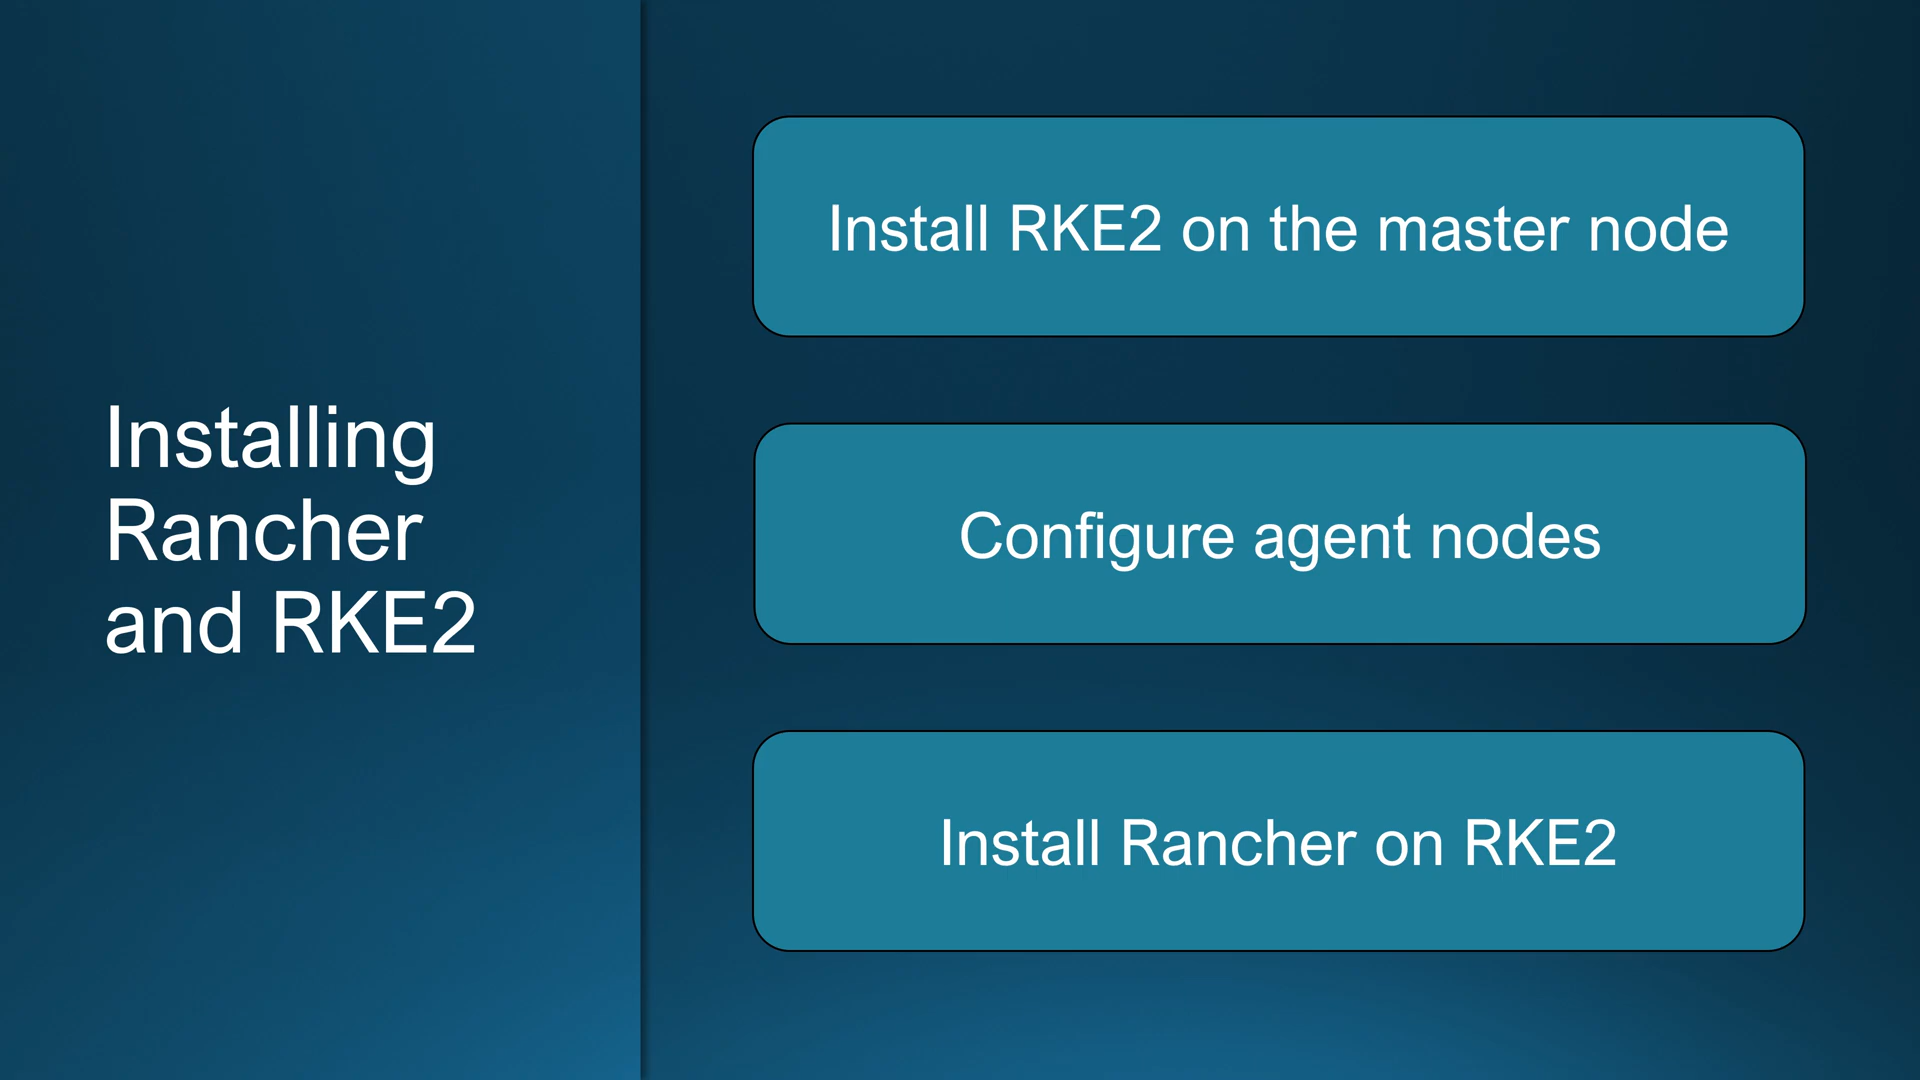 Installing
Rancher
and RKE2
Install RKE2 on the master node
Configure agent nodes
Install Rancher on RKE2